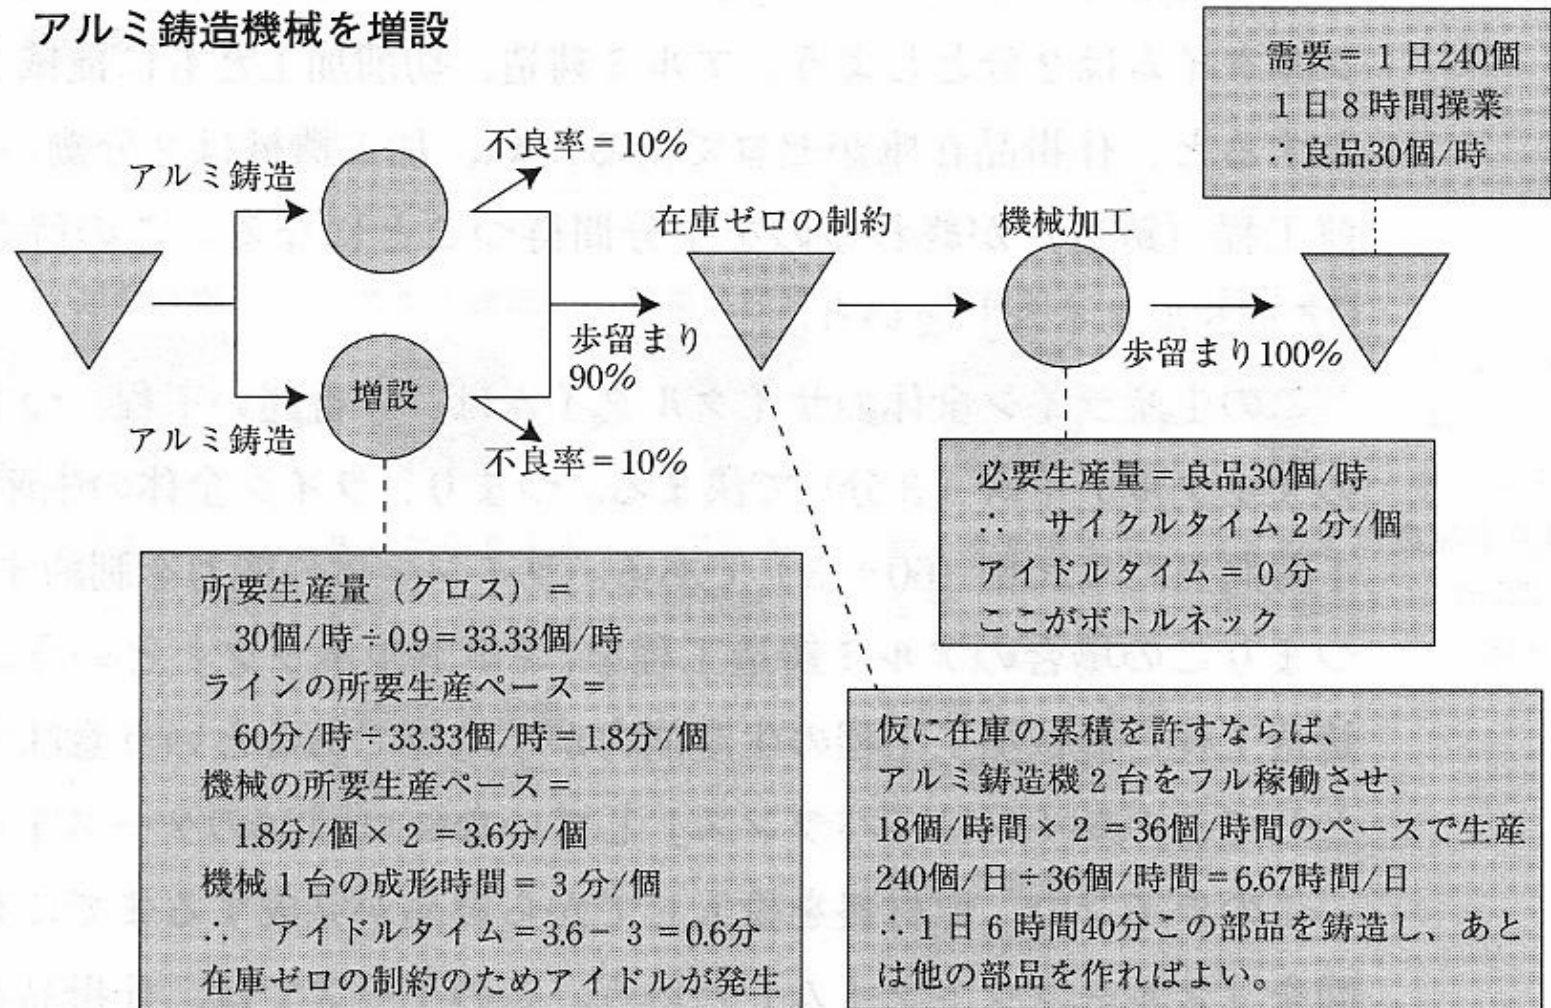 アルミ鋳造機械を増設
需要＝1日240個
1日8時間操業
∴良品30個/時
不良率＝10%
アルミ鋳造
在庫ゼロの制約
機械加工
歩留まり
90%
歩留まり100%
増設
アルミ鋳造
不良率＝10%
必要生産量＝良品30個/時
∴　サイクルタイム2分/個
アイドルタイム＝0分
ここがボトルネック
所要生産量（グロス）＝
30個/時÷0.9＝33.33個/時
ラインの所要生産ペース＝
60分/時÷33.33個/時＝1.8分/個
機械の所要生産ペース＝
1.8分/個×2＝3.6分/個
機械1台の成形時間＝3分/個
∴　アイドルタイム＝3.6－3＝0.6分
在庫ゼロの制約のためアイドルが発生
仮に在庫の累積を許すならば、
アルミ鋳造機2台をフル稼働させ、
18個/時間×2＝36個/時間のペースで生産
240個/日÷36個/時間＝6.67時間/日
∴1日6時間40分この部品を鋳造し、あと
は他の部品を作ればよい。